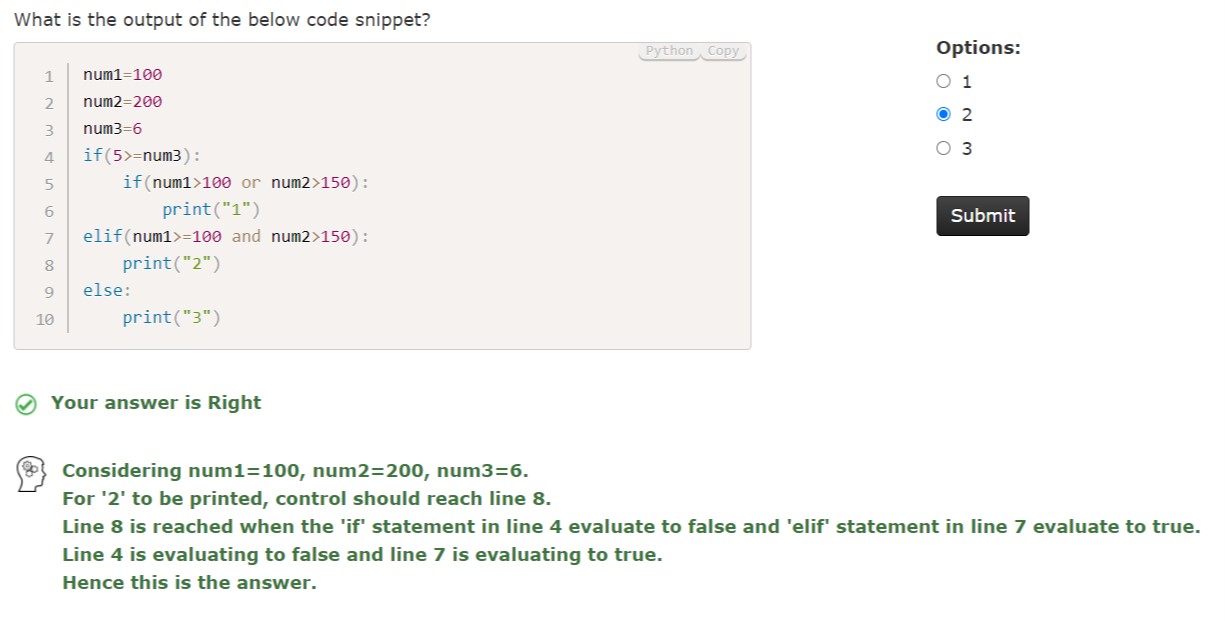 What is the output of the below code snippet?
Python Copy
1 num1=100
2 num2=200
3 num3=6
4 if(5>=num3):
5     if(num1>100 or num2>150):
6         print("1")
7 elif(num1>=100 and num2>150):
8     print("2")
9 else:
10     print("3")
Options:
1
2
3
Submit
Your answer is Right
Considering num1=100, num2=200, num3=6.
For '2' to be printed, control should reach line 8.
Line 8 is reached when the 'if' statement in line 4 evaluate to false and 'elif' statement in line 7 evaluate to true.
Line 4 is evaluating to false and line 7 is evaluating to true.
Hence this is the answer.